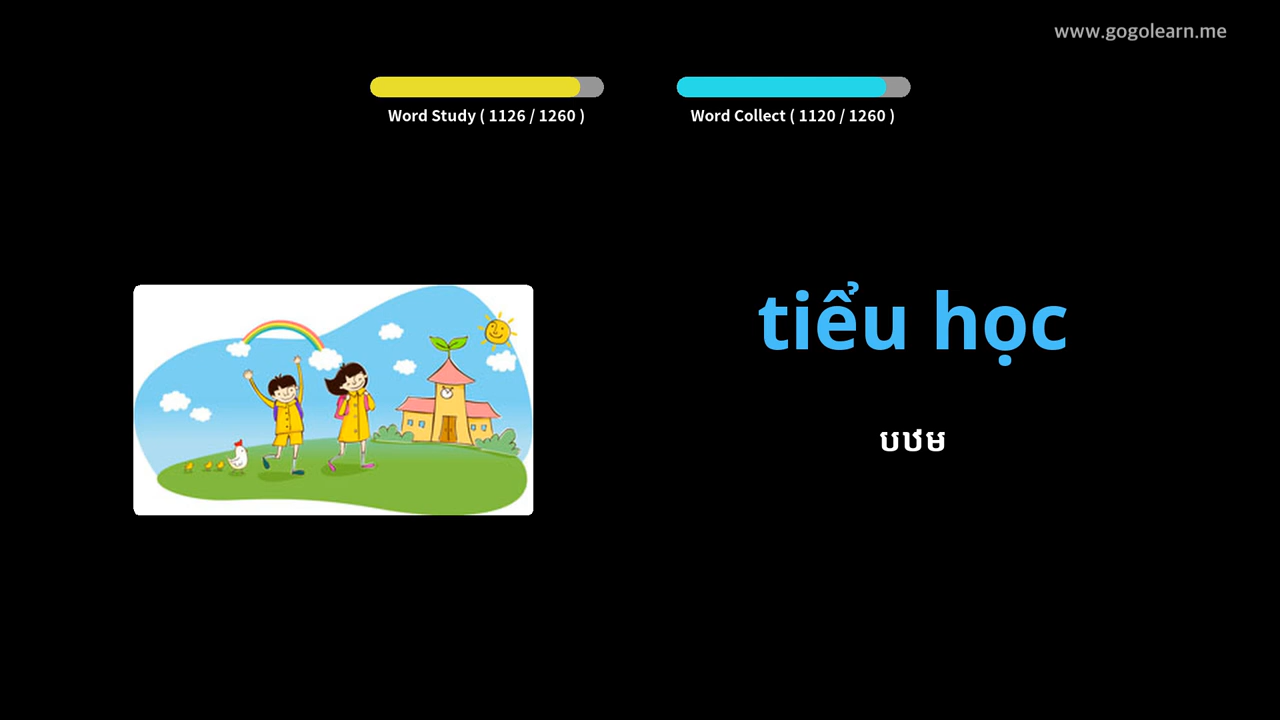 www.gogolearn.me
Word Study ( 1126 / 1260 )
Word Collect ( 1120 / 1260 )
tiểu học
បឋម